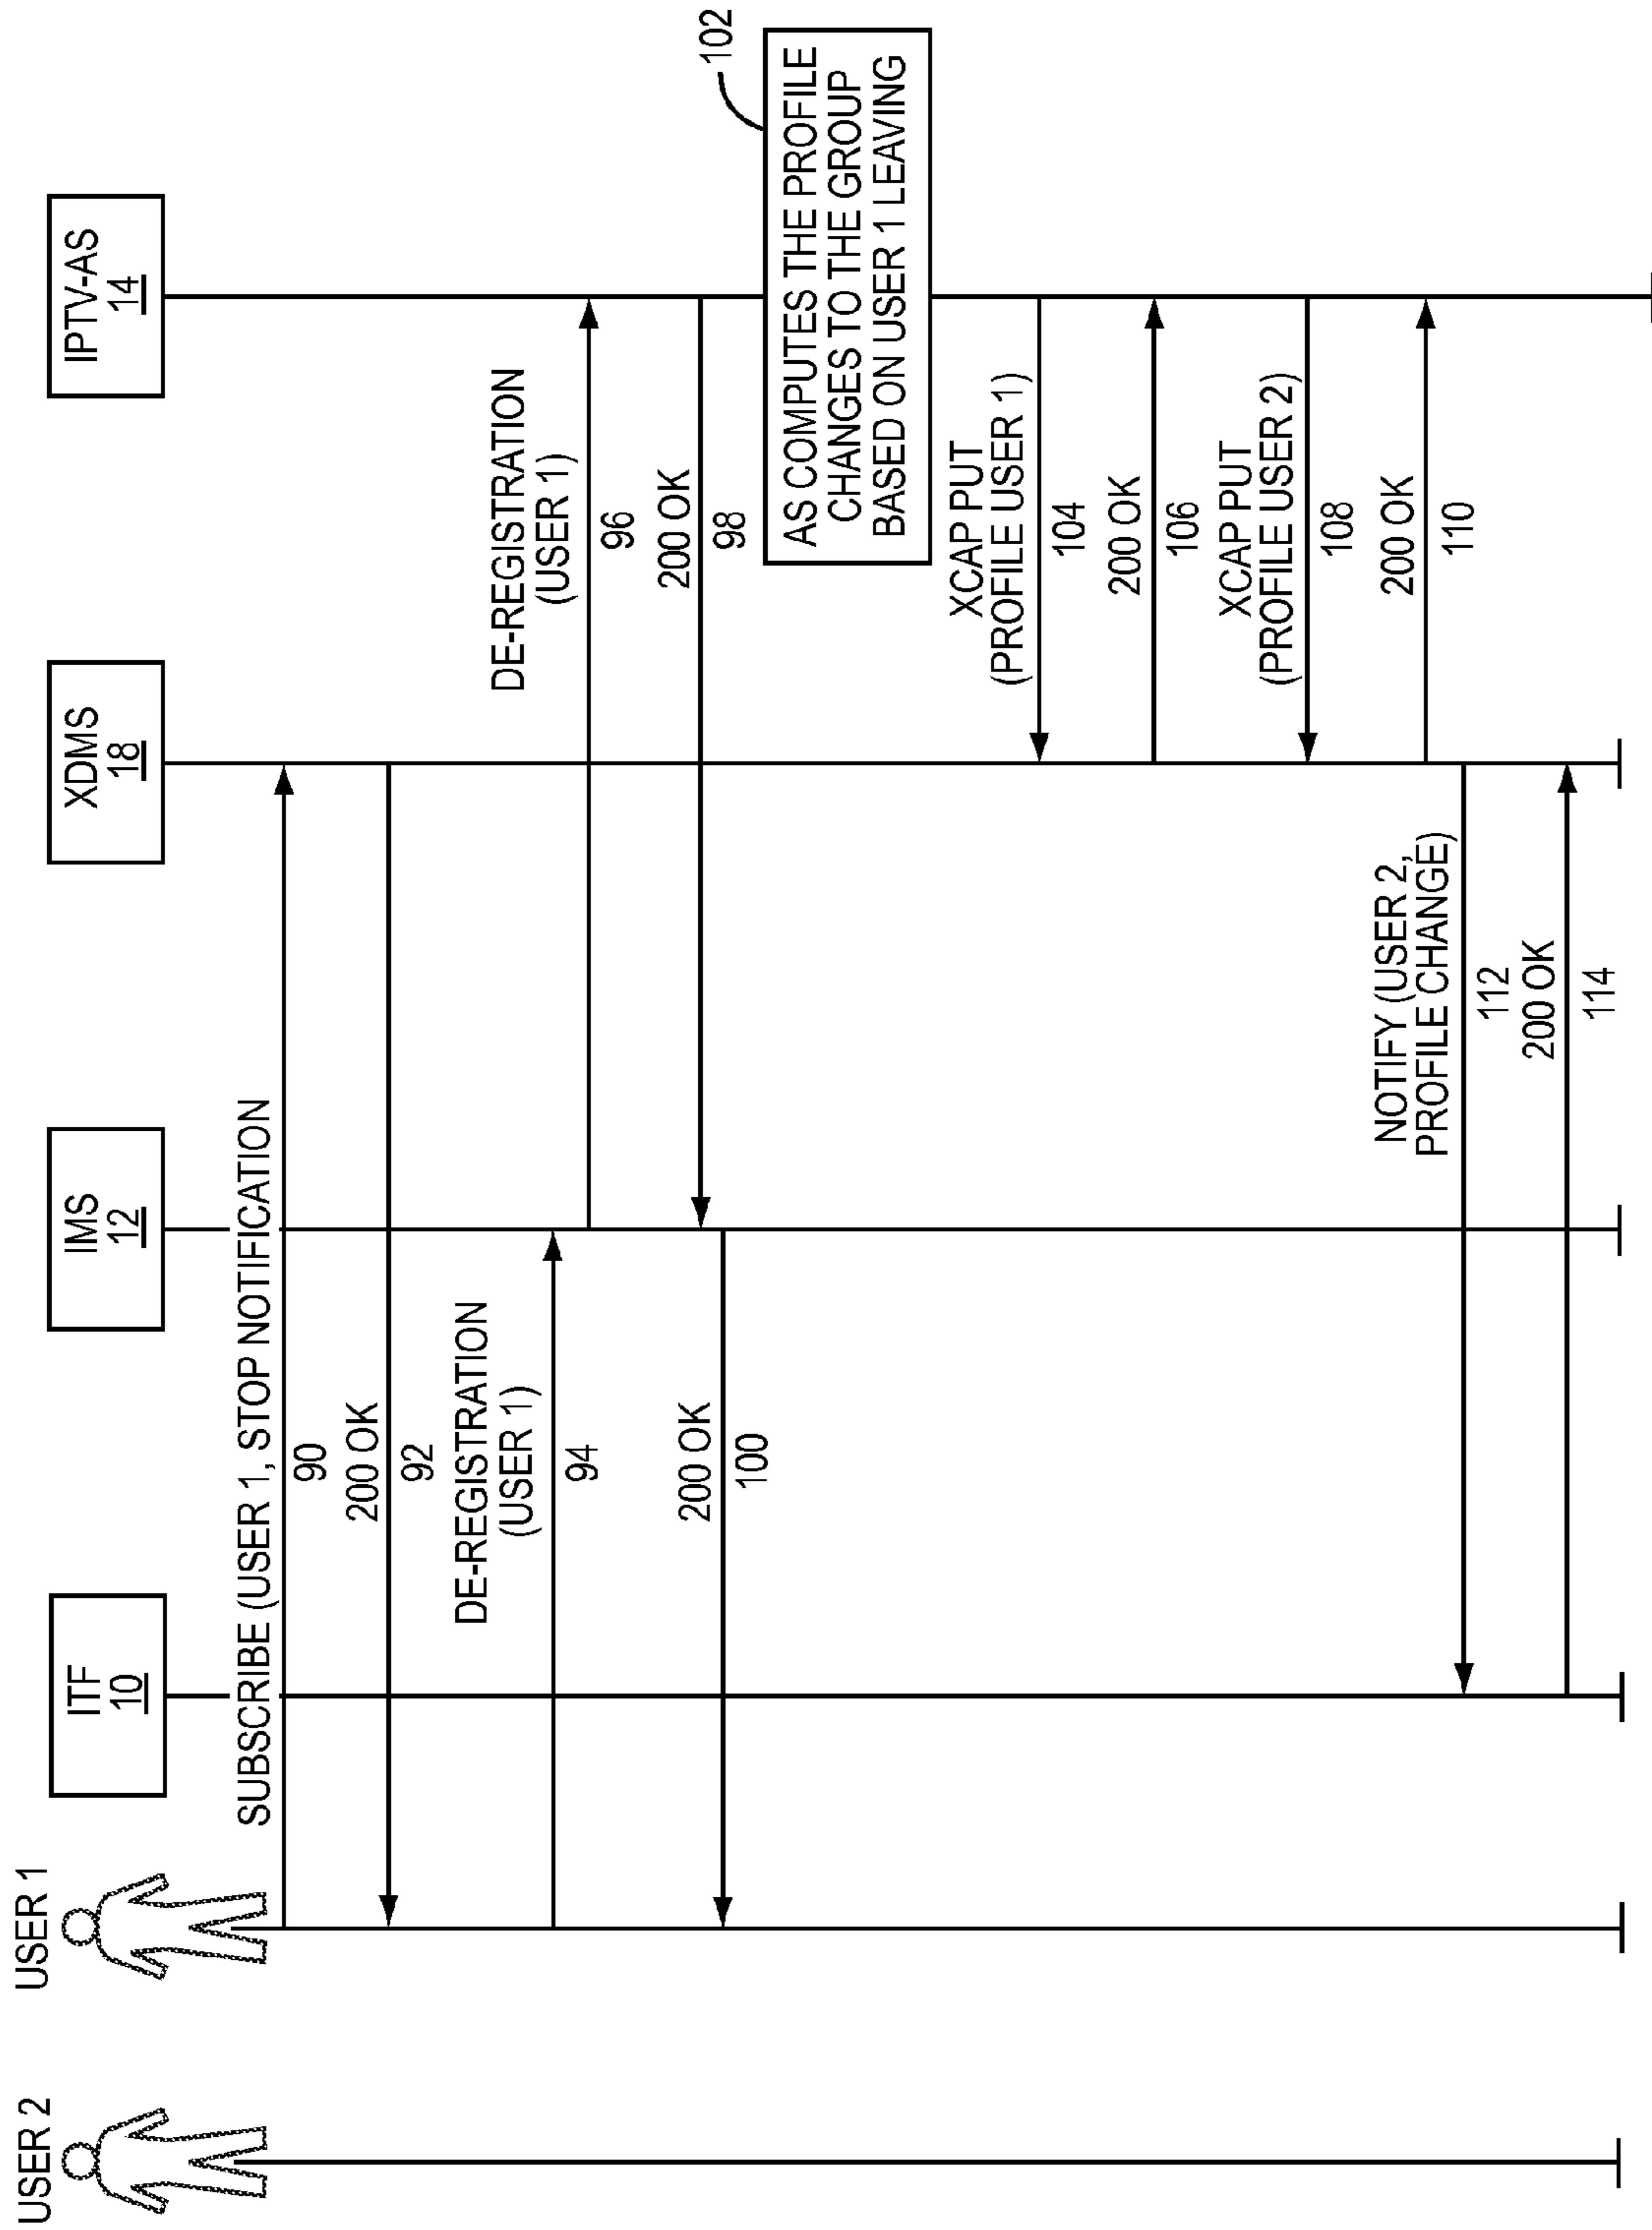 USER 2
USER 1
ITF
10
IMS
12
XDMS
18
IPTV-AS
14
SUBSCRIBE (USER 1, STOP NOTIFICATION
90
200 OK
92
DE-REGISTRATION
(USER 1)
94
DE-REGISTRATION
(USER 1)
96
200 OK
98
200 OK
100
102
AS COMPUTES THE PROFILE
CHANGES TO THE GROUP
BASED ON USER 1 LEAVING
XCAP PUT
(PROFILE USER 1)
104
200 OK
106
XCAP PUT
(PROFILE USER 2)
108
200 OK
110
NOTIFY (USER 2,
PROFILE CHANGE)
112
200 OK
114